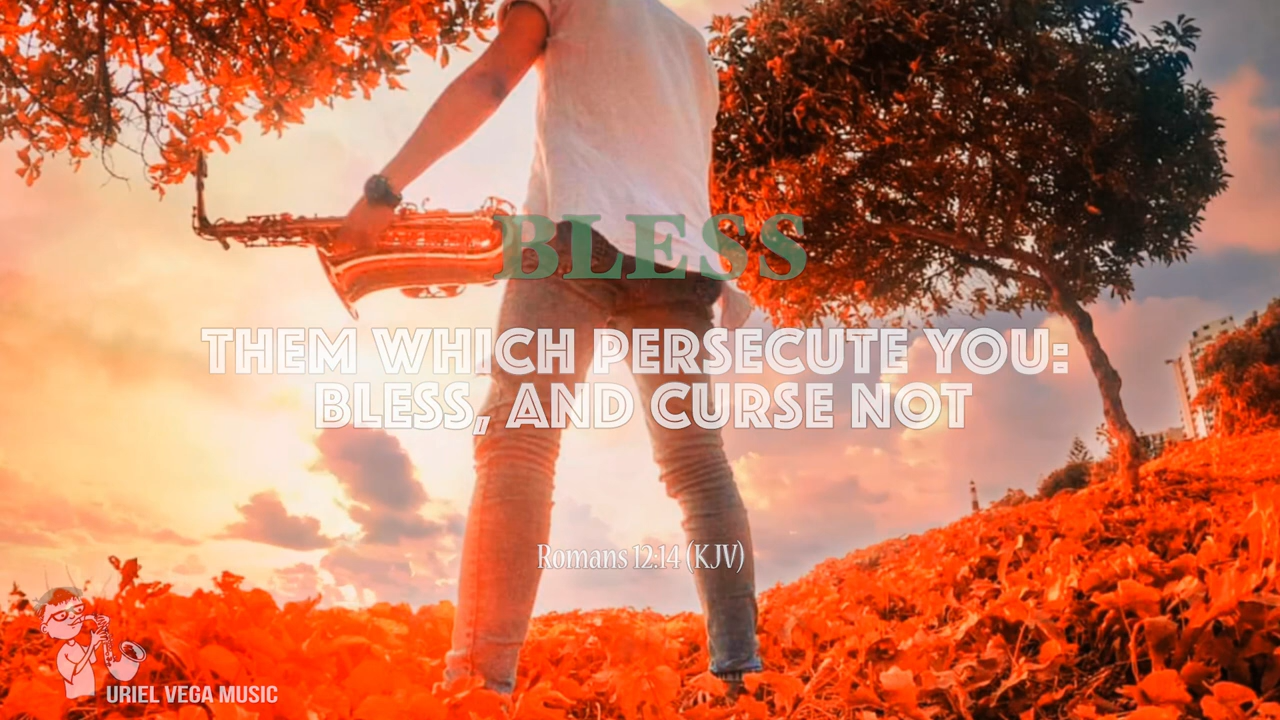 BLESS
THEM WHICH PERSECUTE YOU:
BLESS, AND CURSE NOT
Romans 12:14 (KJV)
URIEL VEGA MUSIC